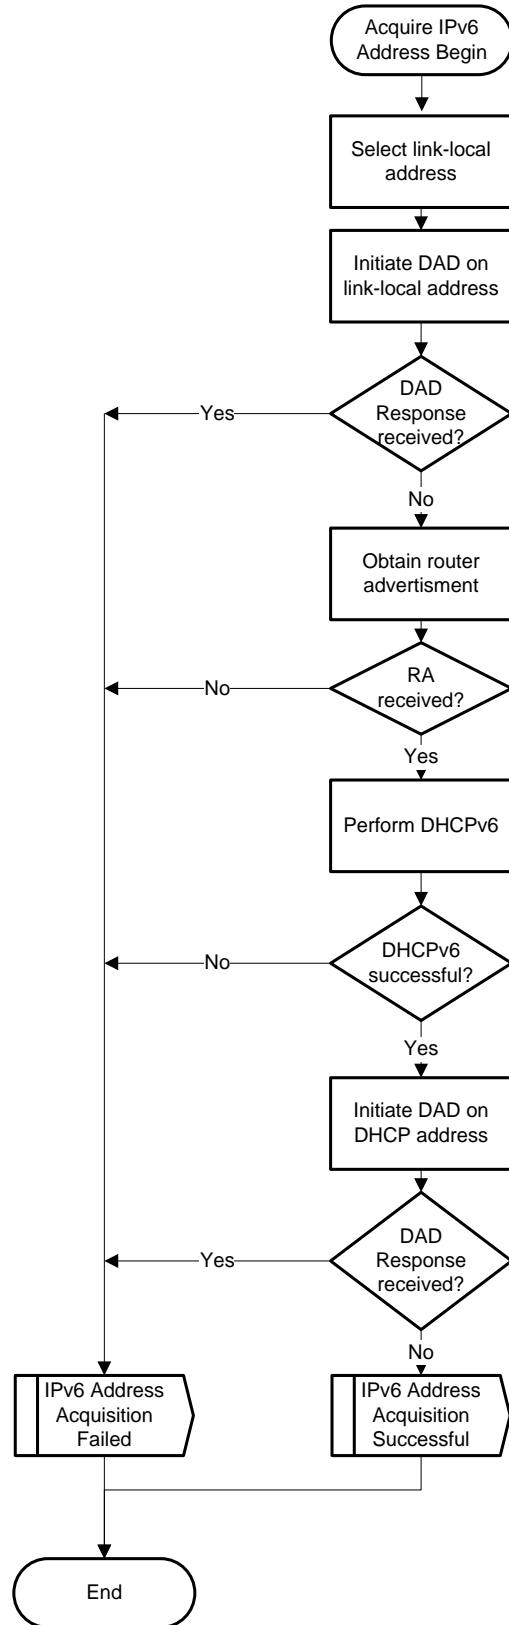 Acquire IPv6
Address Begin
Select link-local
address
Initiate DAD on
link-local address
DAD
Response
received?
Yes
No
Obtain router
advertisment
RA
received?
No
Yes
Perform DHCPv6
DHCPv6
successful?
No
Yes
Initiate DAD on
DHCP address
DAD
Response
received?
Yes
No
IPv6 Address
Acquisition
Failed
IPv6 Address
Acquisition
Successful
End